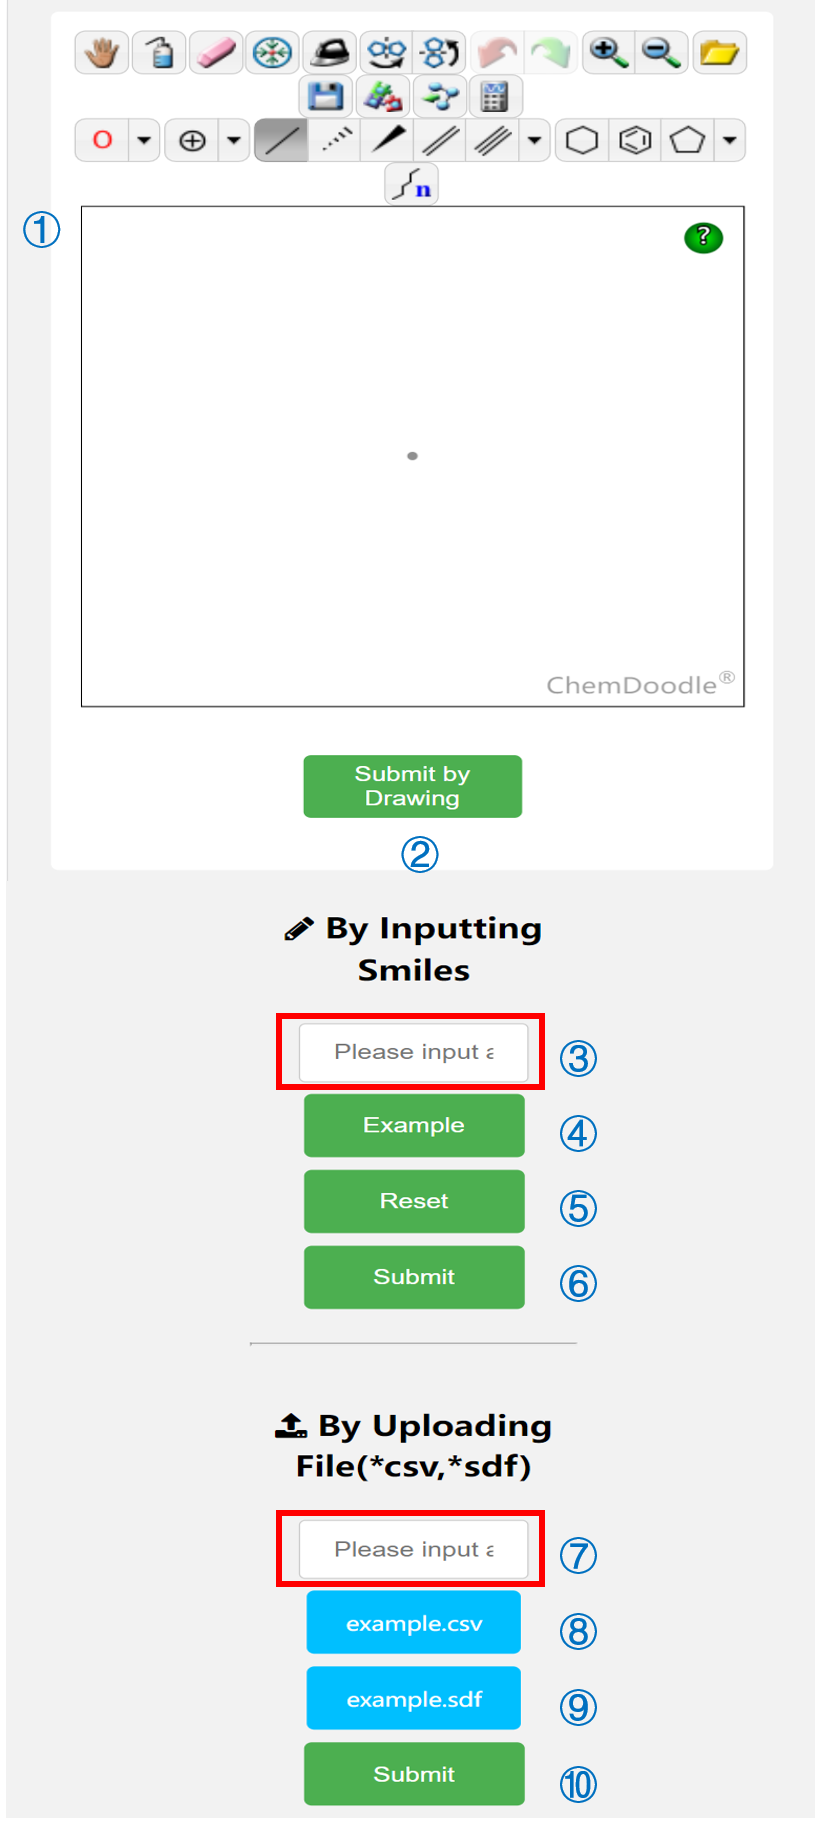 O
n
①
?
ChemDoodle®
Submit by
Drawing
②
By Inputting
Smiles
Please input a
③
Example
④
Reset
⑤
Submit
⑥
By Uploading
File(*csv,*sdf)
Please input a
⑦
example.csv
⑧
example.sdf
⑨
Submit
⑩